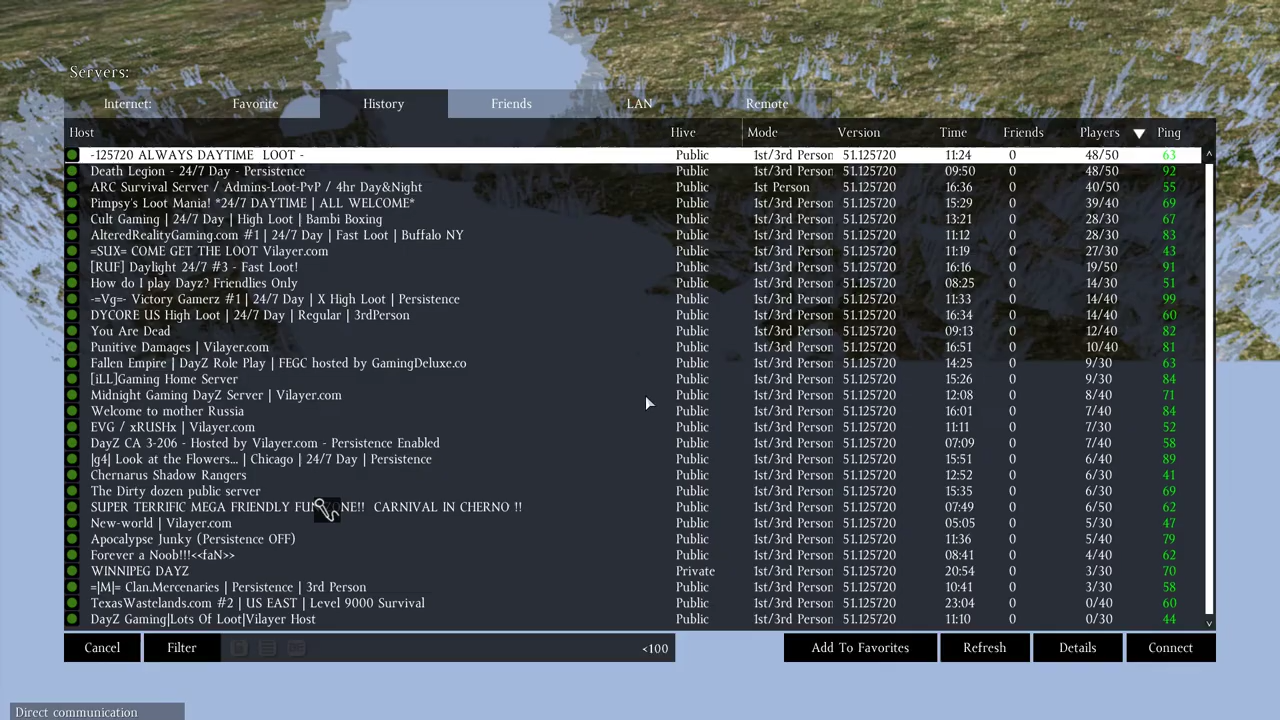 Servers:
Internet: Favorite History Friends LAN Remote
Host Hive Mode Version Time Friends Players Ping
-125720 ALWAYS DAYTIME LOOT - Public 1st/3rd Person 51.125720 11:24 0 48/50 63
Death Legion - 24/7 Day - Persistence Public 1st/3rd Person 51.125720 09:50 0 48/50 92
ARC Survival Server / Admins-Loot-PvP / 4hr Day&Night Public 1st Person 51.125720 16:36 0 40/50 55
Pimpsy's Loot Mania! *24/7 DAYTIME | ALL WELCOME* Public 1st/3rd Person 51.125720 15:29 0 39/40 69
Cult Gaming | 24/7 Day | High Loot | Bambi Boxing Public 1st/3rd Person 51.125720 13:21 0 28/30 67
AlteredRealityGaming.com #1 | 24/7 Day | Fast Loot | Buffalo NY Public 1st/3rd Person 51.125720 11:12 0 28/30 83
=SUX= COME GET THE LOOT Vilayer.com Public 1st/3rd Person 51.125720 11:19 0 27/30 43
[RUF] Daylight 24/7 #3 - Fast Loot! Public 1st/3rd Person 51.125720 16:16 0 19/50 91
How do I play Dayz? Friendlies Only Public 1st/3rd Person 51.125720 08:25 0 14/30 51
-=Vg=- Victory Gamerz #1 | 24/7 Day | X High Loot | Persistence Public 1st/3rd Person 51.125720 11:33 0 14/40 99
DYCORE US High Loot | 24/7 Day | Regular | 3rdPerson Public 1st/3rd Person 51.125720 16:34 0 14/40 60
You Are Dead Public 1st/3rd Person 51.125720 09:13 0 12/40 82
Punitive Damages | Vilayer.com Public 1st/3rd Person 51.125720 16:51 0 10/40 81
Fallen Empire | DayZ Role Play | FEGC hosted by GamingDeluxe.co Public 1st/3rd Person 51.125720 14:25 0 9/30 63
[iLL]Gaming Home Server Public 1st/3rd Person 51.125720 15:26 0 9/30 84
Midnight Gaming DayZ Server | Vilayer.com Public 1st/3rd Person 51.125720 12:08 0 8/40 71
Welcome to mother Russia Public 1st/3rd Person 51.125720 16:01 0 7/40 84
EVG / xRUSHx | Vilayer.com Public 1st/3rd Person 51.125720 11:11 0 7/30 52
DayZ CA 3-206 - Hosted by Vilayer.com - Persistence Enabled Public 1st/3rd Person 51.125720 07:09 0 7/40 58
|g4| Look at the Flowers... | Chicago | 24/7 Day | Persistence Public 1st/3rd Person 51.125720 15:51 0 6/40 89
Chernarus Shadow Rangers Public 1st/3rd Person 51.125720 12:52 0 6/30 41
The Dirty dozen public server Public 1st/3rd Person 51.125720 15:35 0 6/30 69
SUPER TERRIFIC MEGA FRIENDLY CARNIVAL IN CHERNO !! Public 1st/3rd Person 51.125720 07:49 0 6/50 62
New-world | Vilayer.com Public 1st/3rd Person 51.125720 05:05 0 5/30 47
Apocalypse Junky (Persistence OFF) Public 1st/3rd Person 51.125720 11:36 0 5/40 79
Forever a Noob!!!<<faN>> Public 1st/3rd Person 51.125720 08:41 0 4/40 62
WINNIPEG DAYZ Private 1st/3rd Person 51.125720 20:54 0 3/30 70
=|M|= Clan.Mercenaries | Persistence | 3rd Person Public 1st/3rd Person 51.125720 10:41 0 3/30 58
TexasWastelands.com #2 | US EAST | Level 9000 Survival Public 1st/3rd Person 51.125720 23:04 0 0/40 60
DayZ Gaming|Lots Of Loot|Vilayer Host Public 1st/3rd Person 51.125720 11:10 0 0/30 44
Cancel Filter <100 Add To Favorites Refresh Details Connect
Direct communication